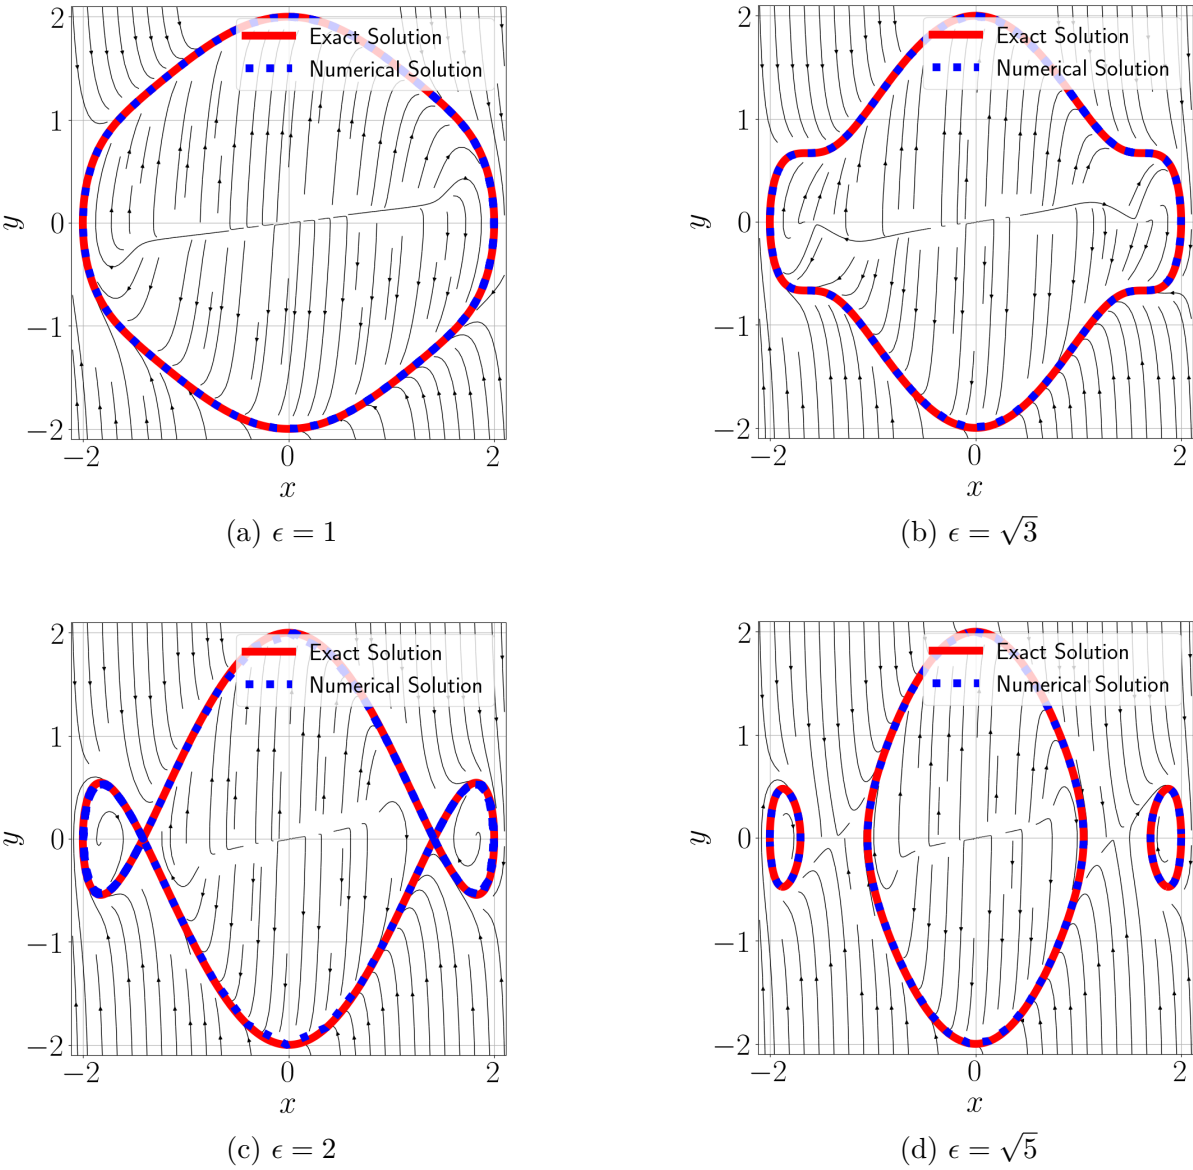 2
1
0
−1
−2
y
−2 0 2
x
Exact Solution
Numerical Solution
(a) ϵ = 1
2
1
0
−1
−2
y
−2 0 2
x
Exact Solution
Numerical Solution
(b) ϵ = √3
2
1
0
−1
−2
y
−2 0 2
x
Exact Solution
Numerical Solution
(c) ϵ = 2
2
1
0
−1
−2
y
−2 0 2
x
Exact Solution
Numerical Solution
(d) ϵ = √5